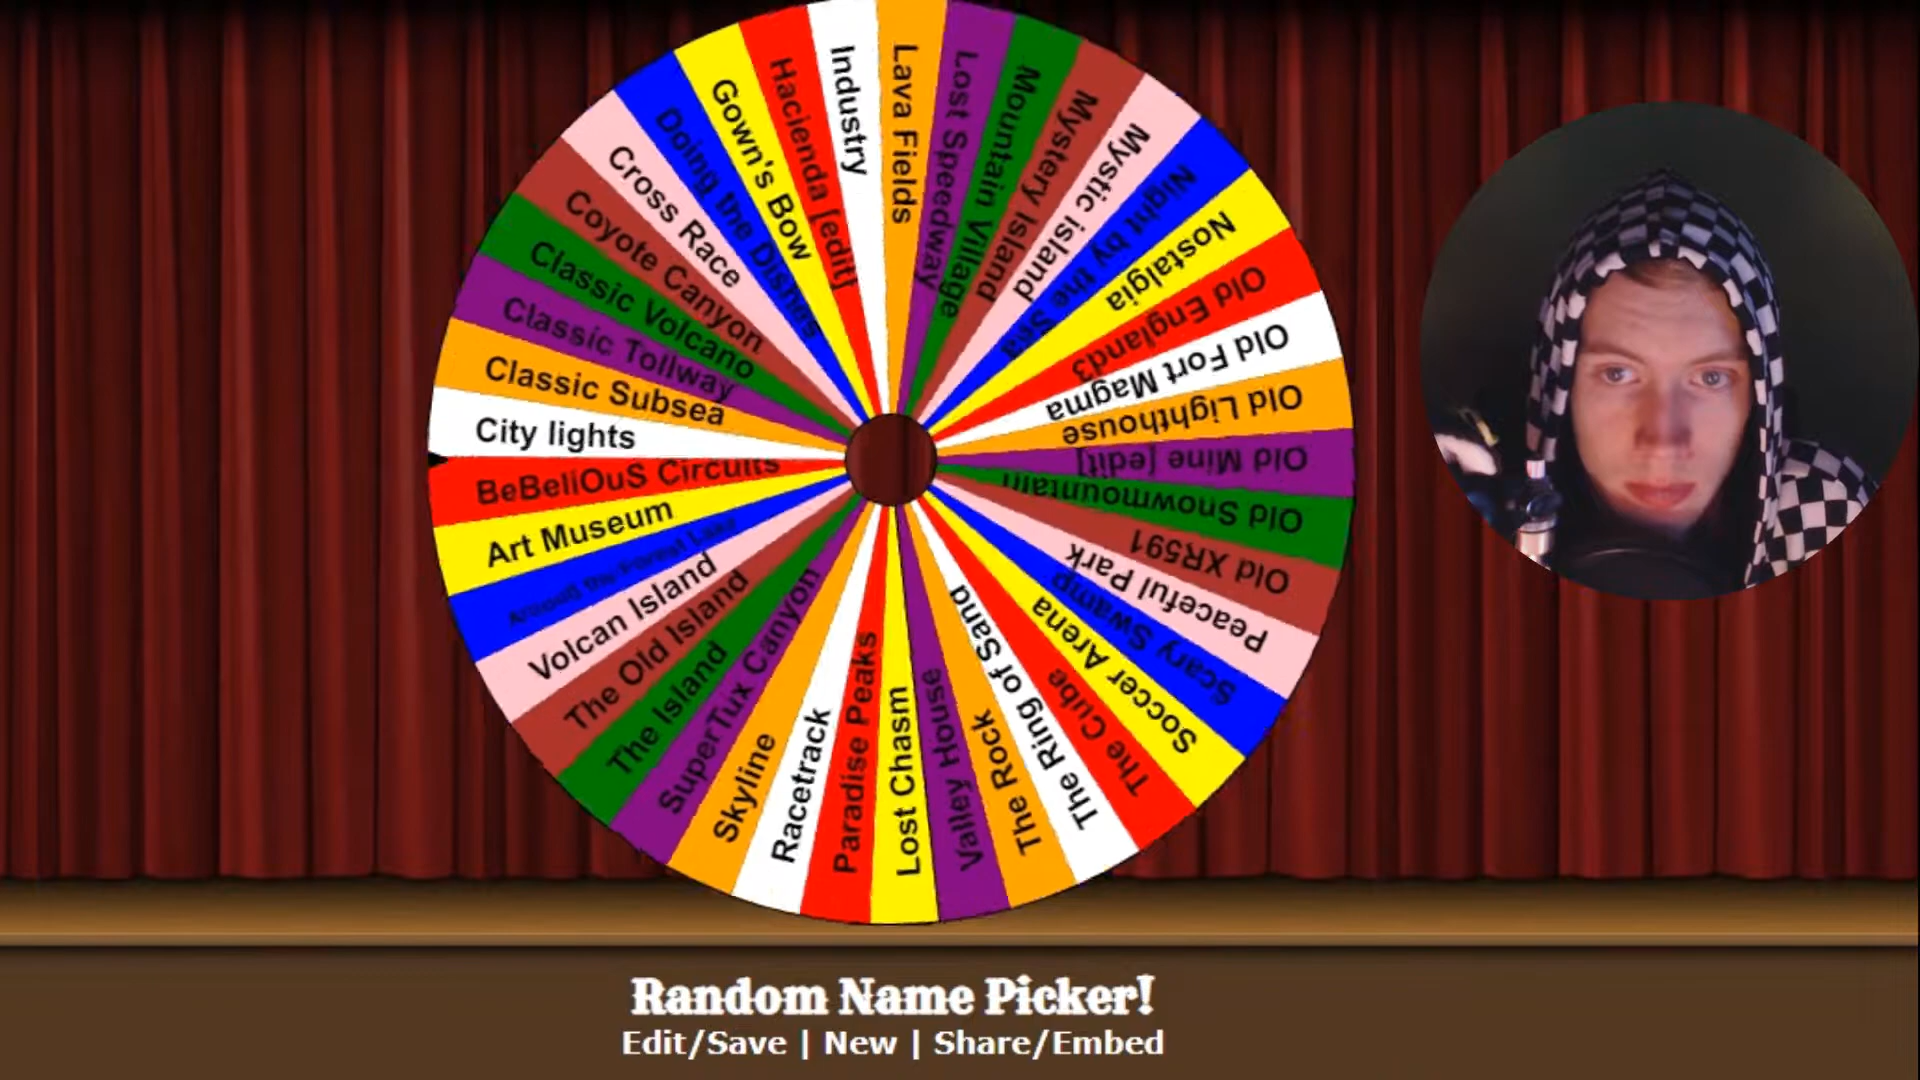 Lava Fields
Lost Speedway
Mountain Village
Mystery Island
Mystic island
Night by the Sea
Nostalgia
Old England3
Old Fort Magma
Old Lighthouse
Old Mine [edit]
Old Snowmountain
Old XR591
Peaceful Park
Scary Swamp
Soccer Arena
The Cube
The Ring of Sand
The Rock
Valley House
Lost Chasm
Paradise Peaks
Racetrack
Skyline
SuperTux Canyon
The Island
The Old Island
Volcan Island
the Forest Lake
Art Museum
BeBeliOuS Circuits
City lights
Classic Subsea
Classic Tollway
Classic Volcano
Coyote Canyon
Cross Race
Doing the Dishes
Gown's Bow
Hacienda [edit]
Industry
Random Name Picker!
Edit/Save | New | Share/Embed